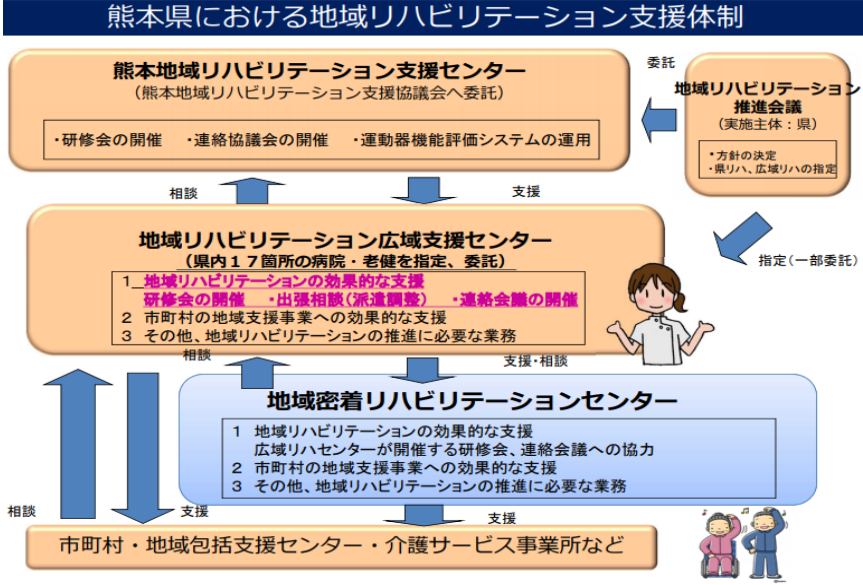 熊本県における地域リハビリテーション支援体制
熊本地域リハビリテーション支援センター
（熊本地域リハビリテーション支援協議会へ委託）
・研修会の開催　・連絡協議会の開催　・運動器機能評価システムの運用
委託
地域リハビリテーション
推進会議
（実施主体：県）
・方針の決定
・県リハ、広域リハの指定
相談
支援
指定（一部委託）
地域リハビリテーション広域支援センター
（県内１７箇所の病院・老健を指定、委託）
１ 地域リハビリテーションの効果的な支援
研修会の開催　・出張相談（派遣調整）　・連絡会議の開催
２ 市町村の地域支援事業への効果的な支援
３ その他、地域リハビリテーションの推進に必要な業務
相談
支援・相談
地域密着リハビリテーションセンター
１ 地域リハビリテーションの効果的な支援
広域リハセンターが開催する研修会、連絡会議への協力
２ 市町村の地域支援事業への効果的な支援
３ その他、地域リハビリテーションの推進に必要な業務
相談
支援
支援
市町村・地域包括支援センター・介護サービス事業所など